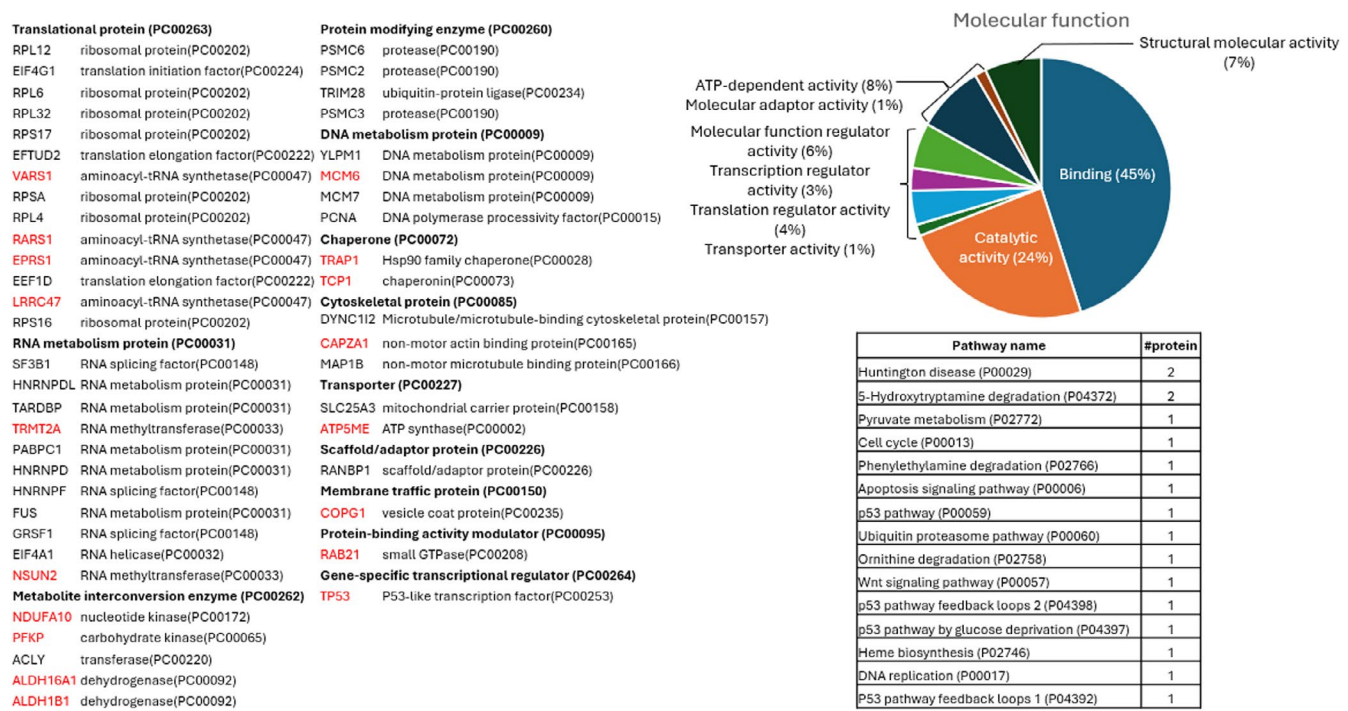 Translational protein (PC00263)
RPL12 ribosomal protein(PC00202)
EIF4G1 translation initiation factor(PC00224)
RPL6 ribosomal protein(PC00202)
RPL32 ribosomal protein(PC00202)
RPS17 ribosomal protein(PC00202)
EFTUD2 translation elongation factor(PC00222)
VARS1 aminoacyl-tRNA synthetase(PC00047)
RPSA ribosomal protein(PC00202)
RPL4 ribosomal protein(PC00202)
RARS1 aminoacyl-tRNA synthetase(PC00047)
EPRS1 aminoacyl-tRNA synthetase(PC00047)
EEF1D translation elongation factor(PC00222)
LRRC47 aminoacyl-tRNA synthetase(PC00047)
RPS16 ribosomal protein(PC00202)
RNA metabolism protein (PC00031)
SF3B1 RNA splicing factor(PC00148)
HNRNPDL RNA metabolism protein(PC00031)
TARDBP RNA metabolism protein(PC00031)
TRMT2A RNA methyltransferase(PC00033)
PABPC1 RNA metabolism protein(PC00031)
HNRNPD RNA metabolism protein(PC00031)
HNRNPF RNA splicing factor(PC00148)
FUS RNA metabolism protein(PC00031)
GRSF1 RNA splicing factor(PC00148)
EIF4A1 RNA helicase(PC00032)
NSUN2 RNA methyltransferase(PC00033)
Metabolite interconversion enzyme (PC00262)
NDUFA10 nucleotide kinase(PC00172)
PFKP carbohydrate kinase(PC00065)
ACLY transferase(PC00220)
ALDH16A1 dehydrogenase(PC00092)
ALDH1B1 dehydrogenase(PC00092)
Protein modifying enzyme (PC00260)
PSMC6 protease(PC00190)
PSMC2 protease(PC00190)
TRIM28 ubiquitin-protein ligase(PC00234)
PSMC3 protease(PC00190)
DNA metabolism protein (PC00009)
YLPM1 DNA metabolism protein(PC00009)
MCM6 DNA metabolism protein(PC00009)
MCM7 DNA metabolism protein(PC00009)
PCNA DNA polymerase processivity factor(PC00015)
Chaperone (PC00072)
TRAP1 Hsp90 family chaperone(PC00028)
TCP1 chaperonin(PC00073)
Cytoskeletal protein (PC00085)
DYNC1I2 Microtubule/microtubule-binding cytoskeletal protein(PC00157)
CAPZA1 non-motor actin binding protein(PC00165)
MAP1B non-motor microtubule binding protein(PC00166)
Transporter (PC00227)
SLC25A3 mitochondrial carrier protein(PC00158)
ATP5ME ATP synthase(PC00002)
Scaffold/adaptor protein (PC00226)
RANBP1 scaffold/adaptor protein(PC00226)
Membrane traffic protein (PC00150)
COPG1 vesicle coat protein(PC00235)
Protein-binding activity modulator (PC00095)
RAB21 small GTPase(PC00208)
Gene-specific transcriptional regulator (PC00264)
TP53 P53-like transcription factor(PC00253)
Molecular function
Structural molecular activity
(7%)
ATP-dependent activity (8%)
Molecular adaptor activity (1%)
Molecular function regulator
activity (6%)
Transcription regulator
activity (3%)
Translation regulator activity
(4%)
Transporter activity (1%)
Binding (45%)
Catalytic
activity (24%)
Pathway name #protein
Huntington disease (P00029) 2
5-Hydroxytryptamine degradation (P04372) 2
Pyruvate metabolism (P02772) 1
Cell cycle (P00013) 1
Phenylethylamine degradation (P02766) 1
Apoptosis signaling pathway (P00006) 1
p53 pathway (P00059) 1
Ubiquitin proteasome pathway (P00060) 1
Ornithine degradation (P02758) 1
Wnt signaling pathway (P00057) 1
p53 pathway feedback loops 2 (P04398) 1
p53 pathway by glucose deprivation (P04397) 1
Heme biosynthesis (P02746) 1
DNA replication (P00017) 1
P53 pathway feedback loops 1 (P04392) 1